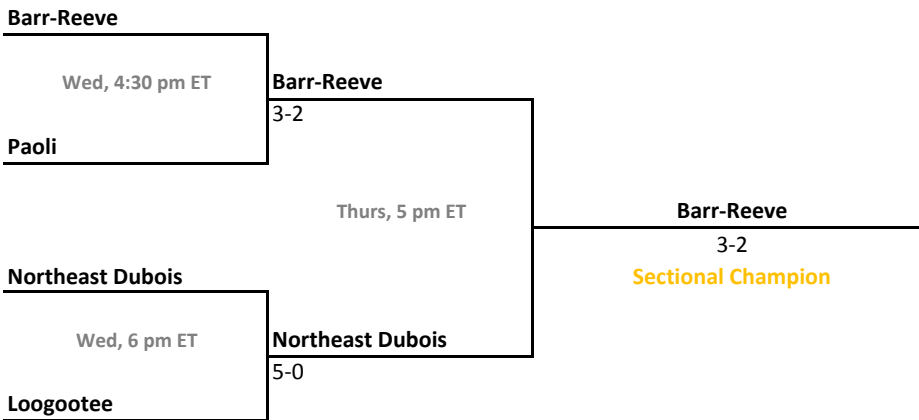 Barr-Reeve
Wed, 4:30 pm ET
Barr-Reeve
3-2
Paoli
Thurs, 5 pm ET
Barr-Reeve
3-2
Sectional Champion
Northeast Dubois
Wed, 6 pm ET
Northeast Dubois
5-0
Loogootee